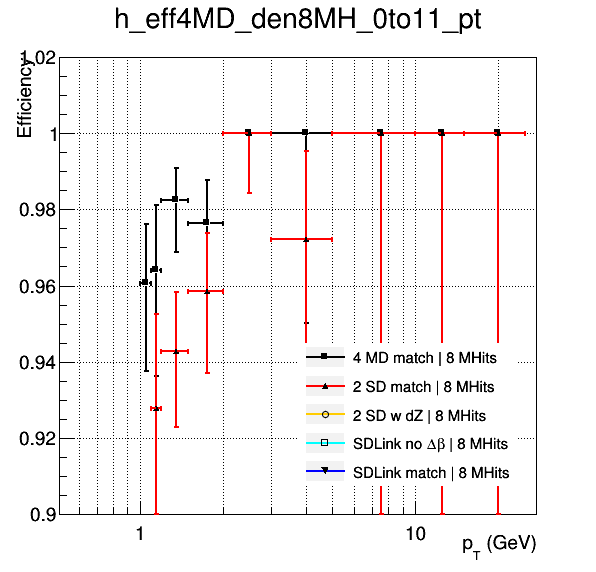 h_eff4MD_den8MH_0to11_pt
Efficiency
1.02
1
0.98
0.96
0.94
0.92
0.9
4 MD match | 8 MHits
2 SD match | 8 MHits
2 SD w dZ | 8 MHits
SDLink no Δβ | 8 MHits
SDLink match | 8 MHits
1
10
p_T (GeV)